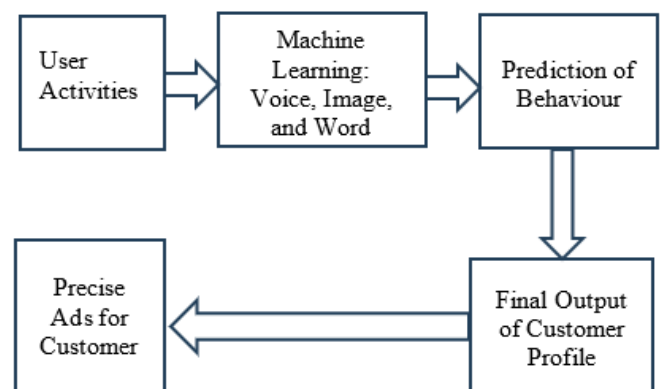 User
Activities
Machine
Learning:
Voice, Image,
and Word
Prediction of
Behaviour
Final Output
of Customer
Profile
Precise
Ads for
Customer